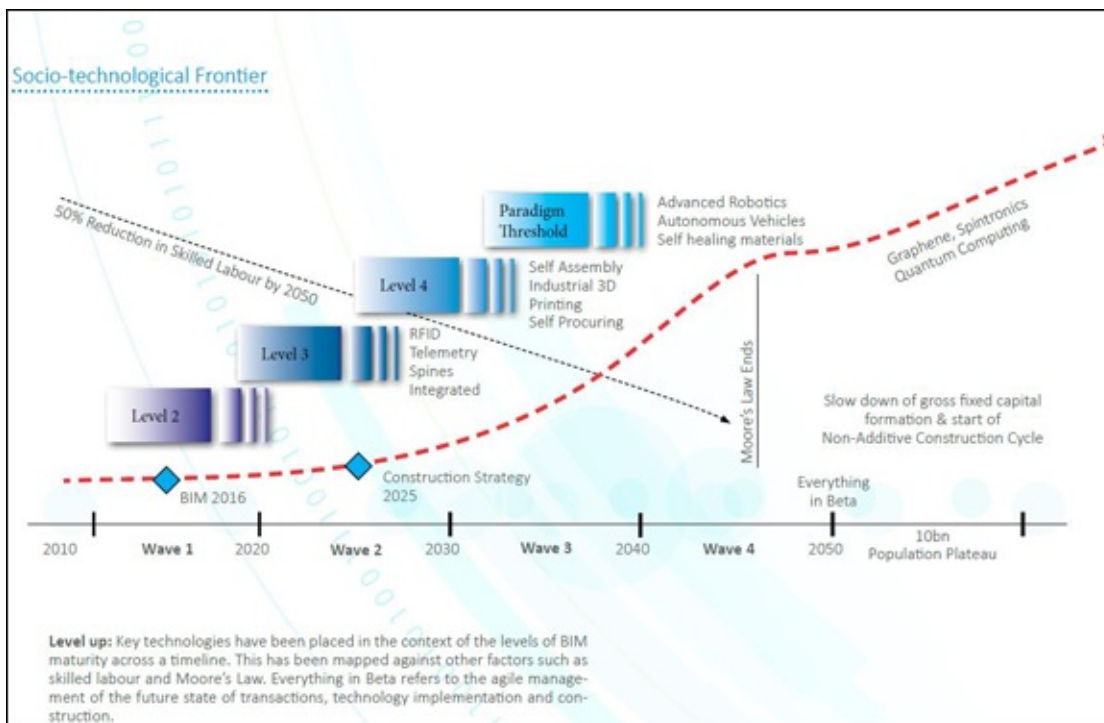 Socio-technological Frontier
50% Reduction in Skilled Labour by 2050
Paradigm
Threshold
Advanced Robotics
Autonomous Vehicles
Self healing materials
Graphene, Spintronics
Quantum Computing
Level 4
Self Assembly
Industrial 3D
Printing
Self Procuring
Level 3
RFID
Telemetry
Spines
Integrated
Level 2
Moore's Law Ends
Slow down of gross fixed capital
formation & start of
Non-Additive Construction Cycle
BIM 2016
Construction Strategy
2025
Everything
in Beta
2010 Wave 1 2020 Wave 2 2030 Wave 3 2040 Wave 4 2050 10bn
Population Plateau
Level up: Key technologies have been placed in the context of the levels of BIM
maturity across a timeline. This has been mapped against other factors such as
skilled labour and Moore's Law. Everything in Beta refers to the agile manage-
ment of the future state of transactions, technology implementation and con-
struction.